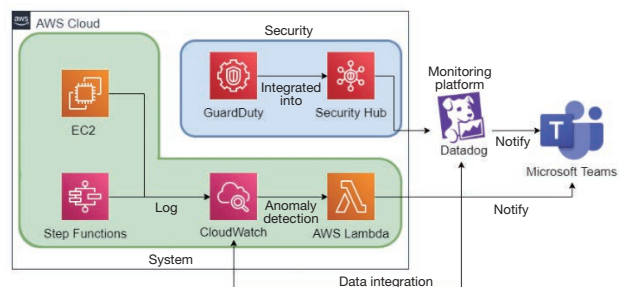 aws
AWS Cloud
Security
EC2
GuardDuty
Integrated
into
Security Hub
Monitoring
platform
Datadog
Notify
T
Microsoft Teams
Step Functions
Log
CloudWatch
Anomaly
detection
AWS Lambda
Notify
System
Data integration